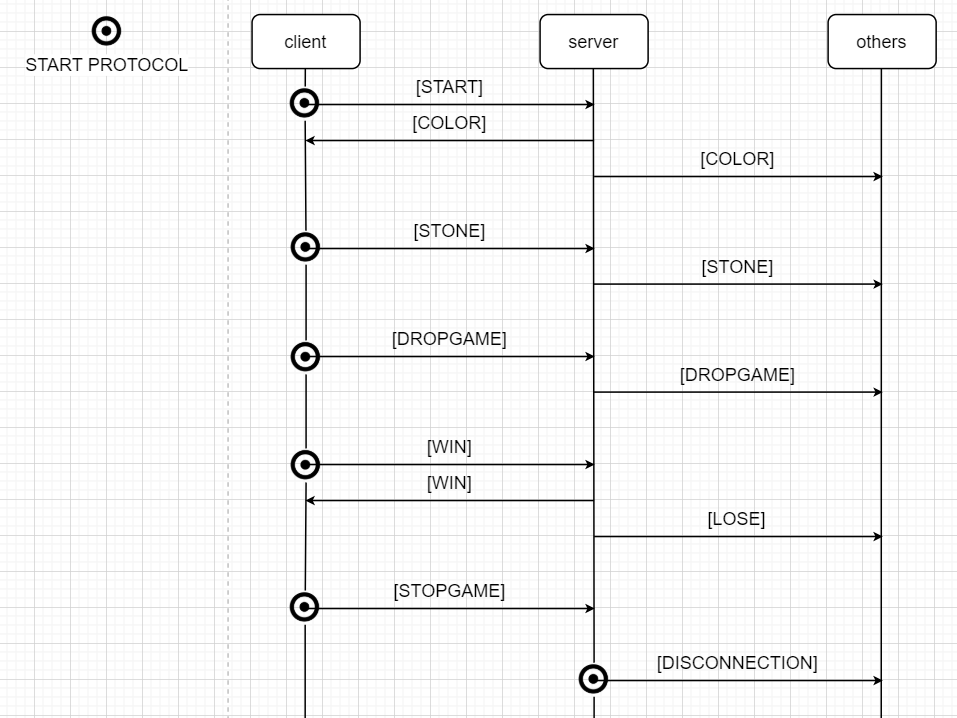 START PROTOCOL
client
server
others
[START]
[COLOR]
[COLOR]
[STONE]
[STONE]
[DROPGAME]
[DROPGAME]
[WIN]
[WIN]
[LOSE]
[STOPGAME]
[DISCONNECTION]